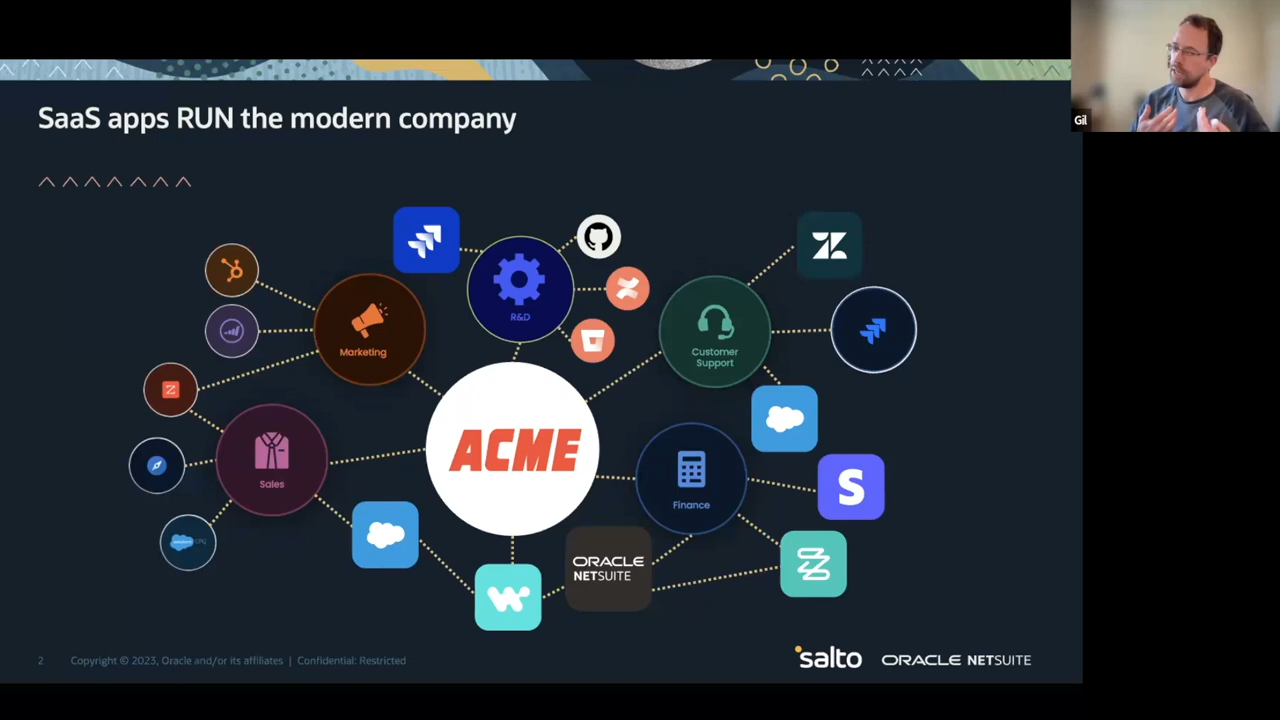 Gil
SaaS apps RUN the modern company
R&D
Marketing
Customer
Support
ACME
Sales
Finance
ORACLE
NETSUITE
2 Copyright © 2023, Oracle and/or its affiliates | Confidential: Restricted
salto ORACLE NETSUITE